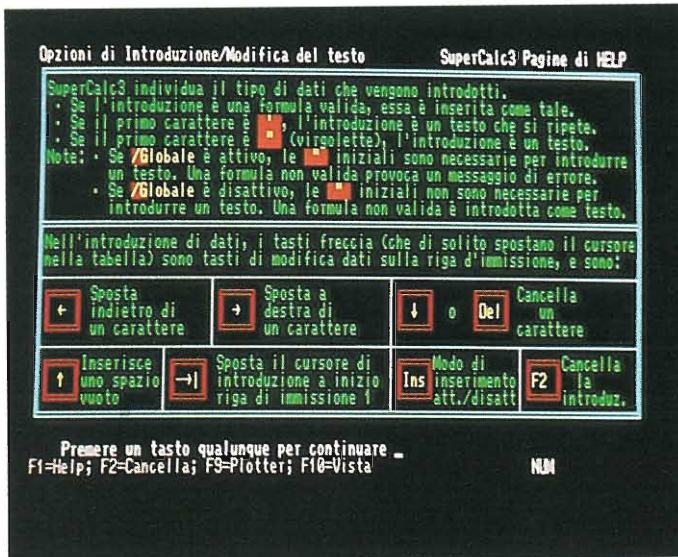 Opzioni di Introduzione/Modifica del testo SuperCalc3 Pagine di HELP
SuperCalc3 individua il tipo di dati che vengono introdotti.
· Se l'introduzione è una formula valida, essa è inserita come tale.
· Se il primo carattere è ', l'introduzione è un testo che si ripete.
· Se il primo carattere è " (virgolette), l'introduzione è un testo.
Note: · Se /Globale è attivo, le " iniziali sono necessarie per introdurre
un testo. Una formula non valida provoca un messaggio di errore.
· Se /Globale è disattivo, le " iniziali non sono necessarie per
introdurre un testo. Una formula non valida è introdotta come testo.
Nell'introduzione di dati, i tasti freccia (che di solito spostano il cursore
nella tabella) sono tasti di modifica dati sulla riga d'immissione, e sono:
← Sposta
indietro di
un carattere
→ Sposta a
destra di
un carattere
↓ o Del Cancella
un
carattere
↑ Inserisce
uno spazio
vuoto
→| Sposta il cursore di
introduzione a inizio
riga di immissione 1
Ins Modo di
inserimento
att./disatt
F2 Cancella
la
introduz.
Premere un tasto qualunque per continuare _
F1=Help; F2=Cancella; F9=Plotter; F10=Vista NUM